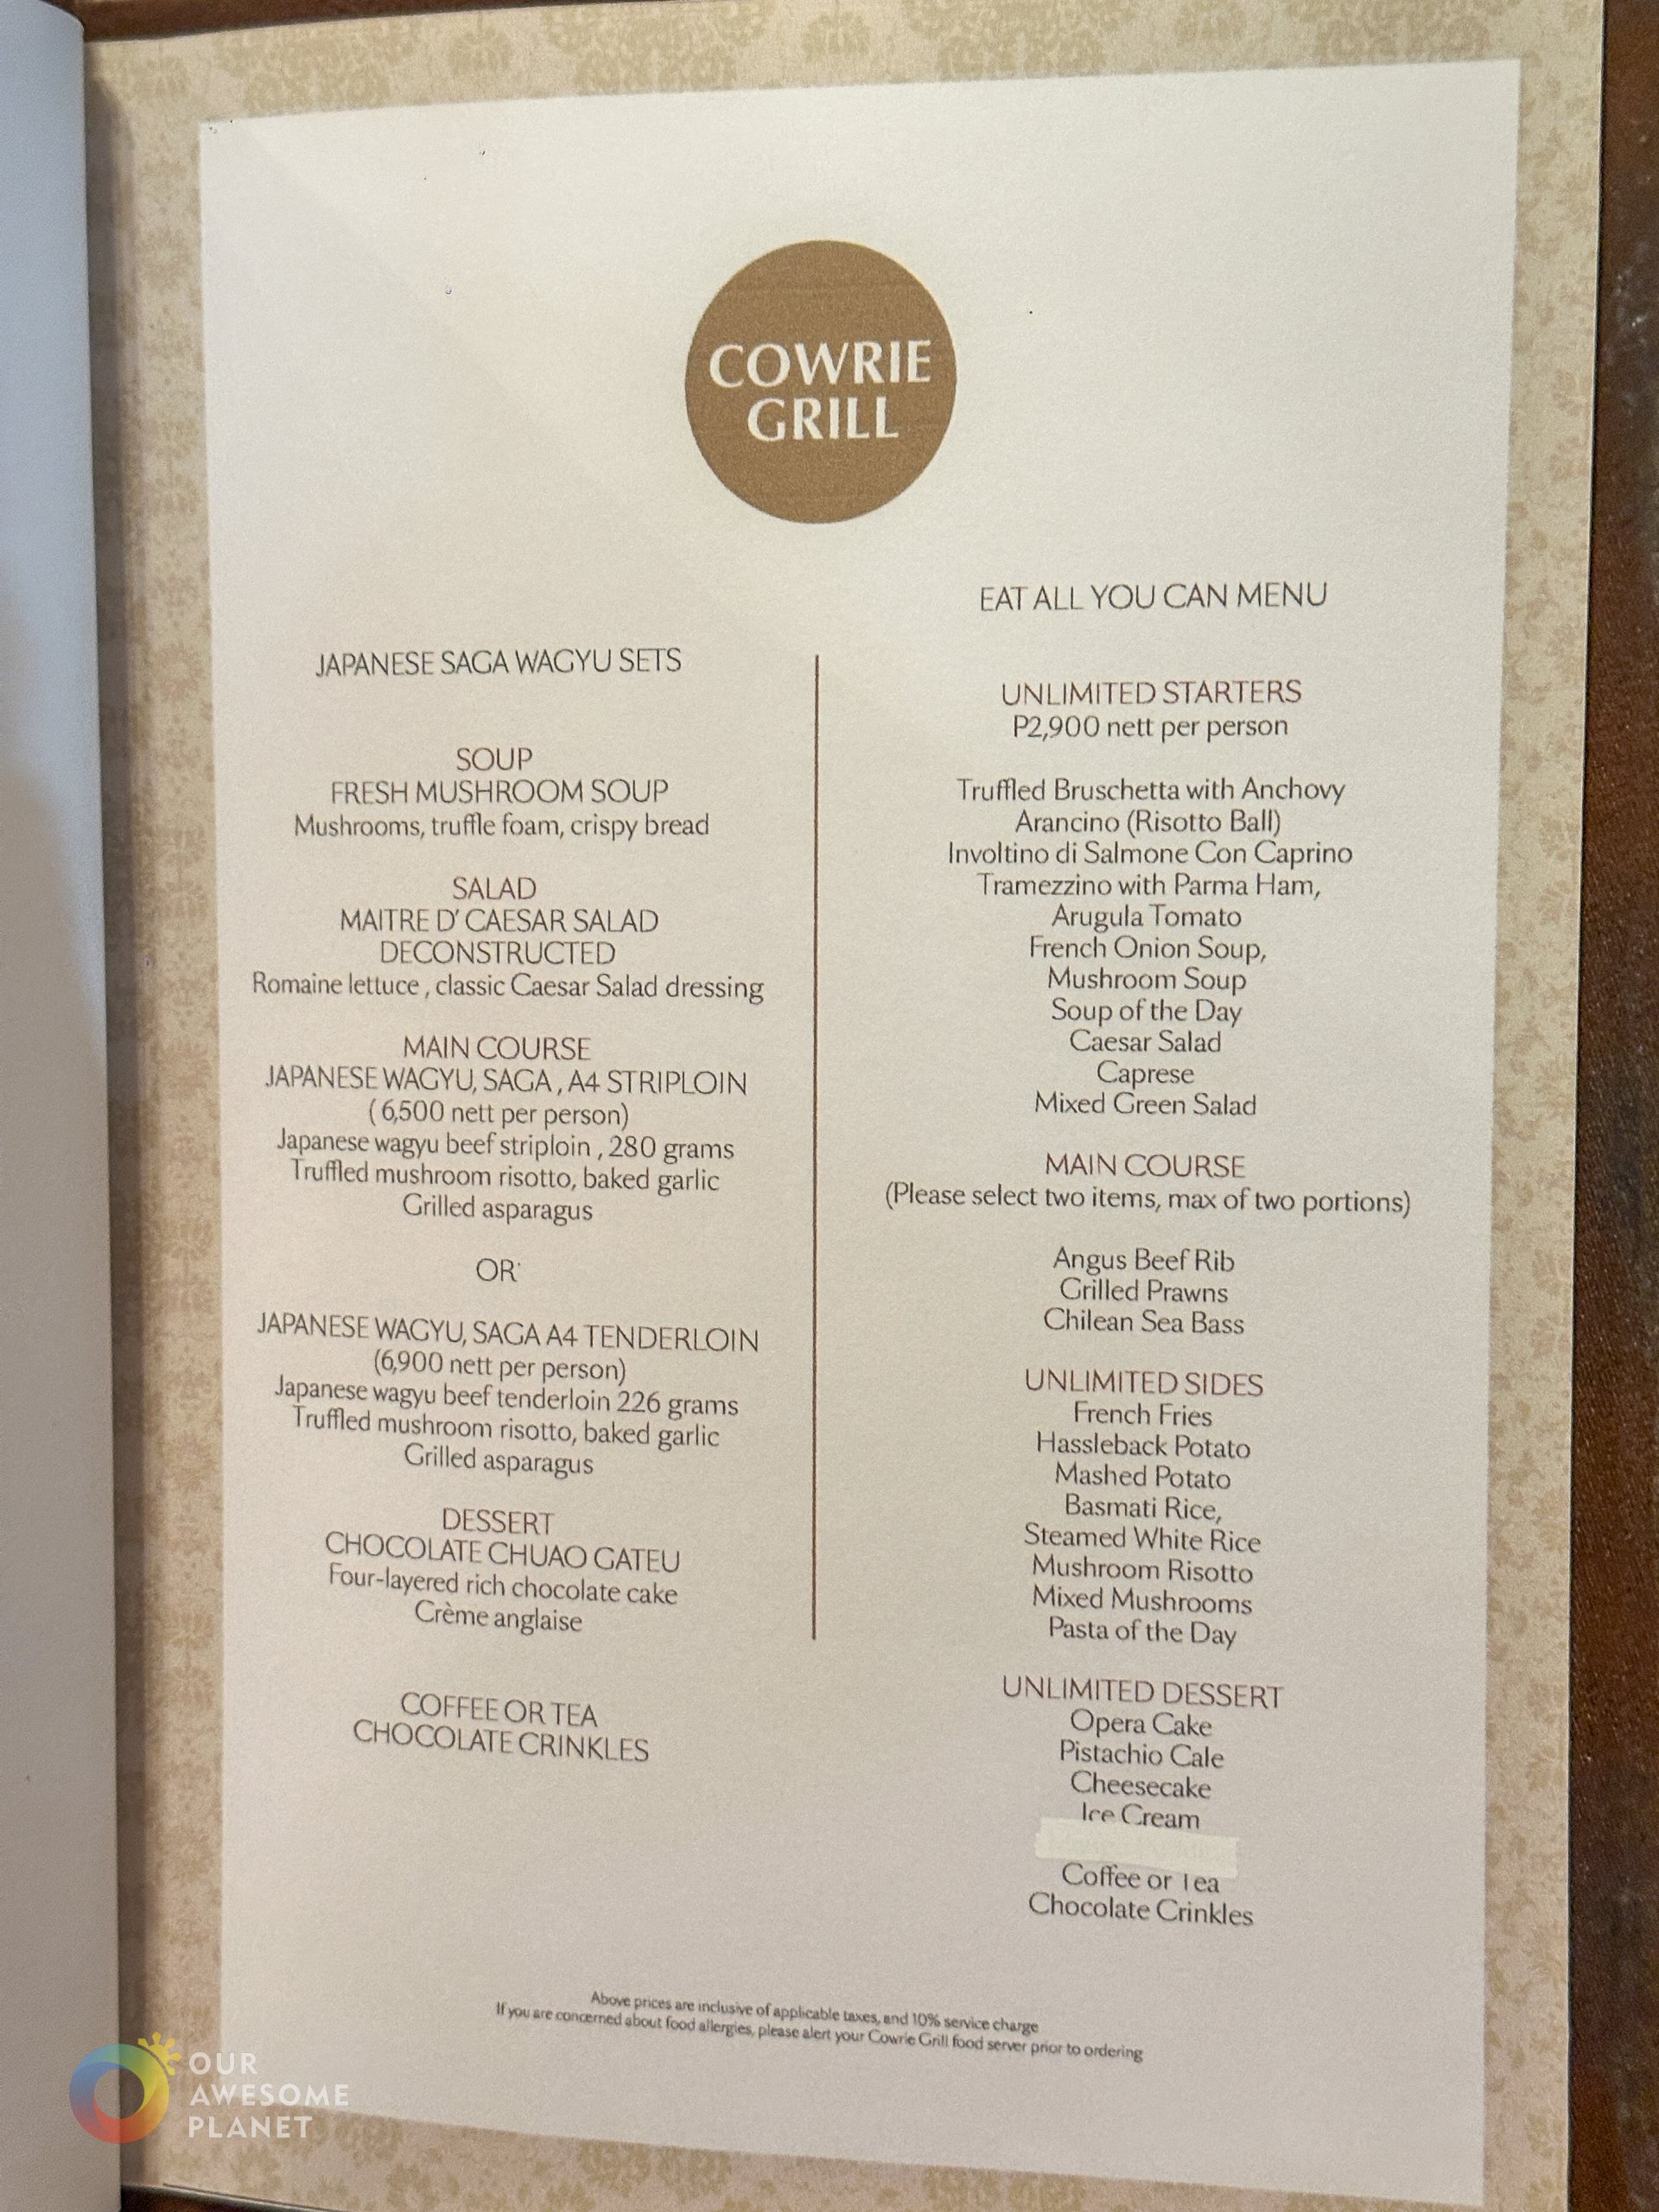 COWRIE
GRILL
JAPANESE SAGA WAGYU SETS
SOUP
FRESH MUSHROOM SOUP
Mushrooms, truffle foam, crispy bread
SALAD
MAITRE D' CAESAR SALAD
DECONSTRUCTED
Romaine lettuce , classic Caesar Salad dressing
MAIN COURSE
JAPANESE WAGYU, SAGA , A4 STRIPLOIN
( 6,500 nett per person)
Japanese wagyu beef striploin , 280 grams
Truffled mushroom risotto, baked garlic
Grilled asparagus
OR
JAPANESE WAGYU, SAGA A4 TENDERLOIN
(6,900 nett per person)
Japanese wagyu beef tenderloin 226 grams
Truffled mushroom risotto, baked garlic
Grilled asparagus
DESSERT
CHOCOLATE CHUAO GATEU
Four-layered rich chocolate cake
Crème anglaise
COFFEE OR TEA
CHOCOLATE CRINKLES
EAT ALL YOU CAN MENU
UNLIMITED STARTERS
P2,900 nett per person
Truffled Bruschetta with Anchovy
Arancino (Risotto Ball)
Involtino di Salmone Con Caprino
Tramezzino with Parma Ham,
Arugula Tomato
French Onion Soup,
Mushroom Soup
Soup of the Day
Caesar Salad
Caprese
Mixed Green Salad
MAIN COURSE
(Please select two items, max of two portions)
Angus Beef Rib
Grilled Prawns
Chilean Sea Bass
UNLIMITED SIDES
French Fries
Hassleback Potato
Mashed Potato
Basmati Rice,
Steamed White Rice
Mushroom Risotto
Mixed Mushrooms
Pasta of the Day
UNLIMITED DESSERT
Opera Cake
Pistachio Cale
Cheesecake
Ice Cream
Coffee or Tea
Chocolate Crinkles
Above prices are inclusive of applicable taxes, and 10% service charge
If you are concerned about food allergies, please alert your Cowrie Grill food server prior to ordering
OUR
AWESOME
PLANET